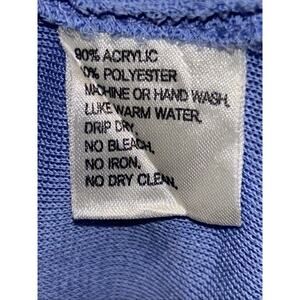 90% ACRYLIC
0% POLYESTER
MACHINE OR HAND WASH.
LUKE WARM WATER.
DRIP DRY.
NO BLEACH.
NO IRON.
NO DRY CLEAN.